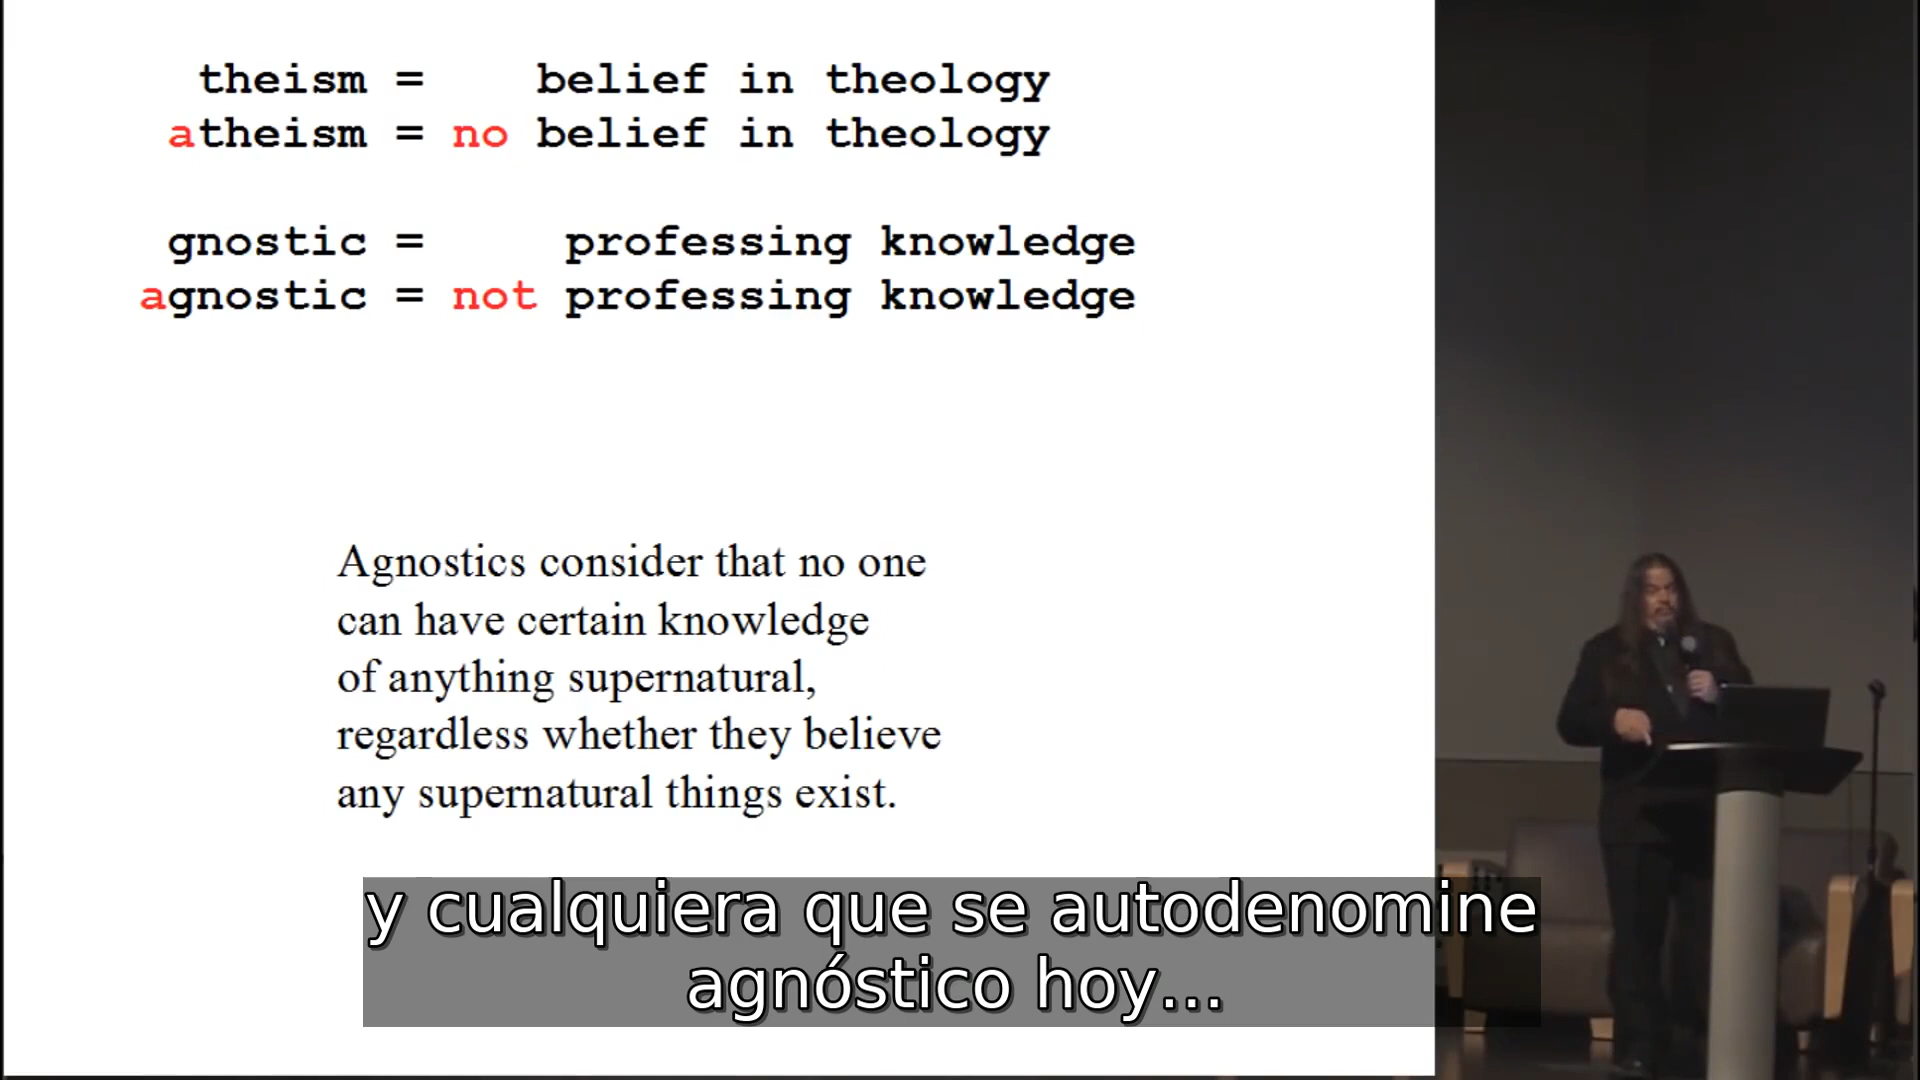 theism = belief in theology
atheism = no belief in theology
gnostic = professing knowledge
agnostic = not professing knowledge
Agnostics consider that no one
can have certain knowledge
of anything supernatural,
regardless whether they believe
any supernatural things exist.
y cualquiera que se autodenomine
agnóstico hoy...